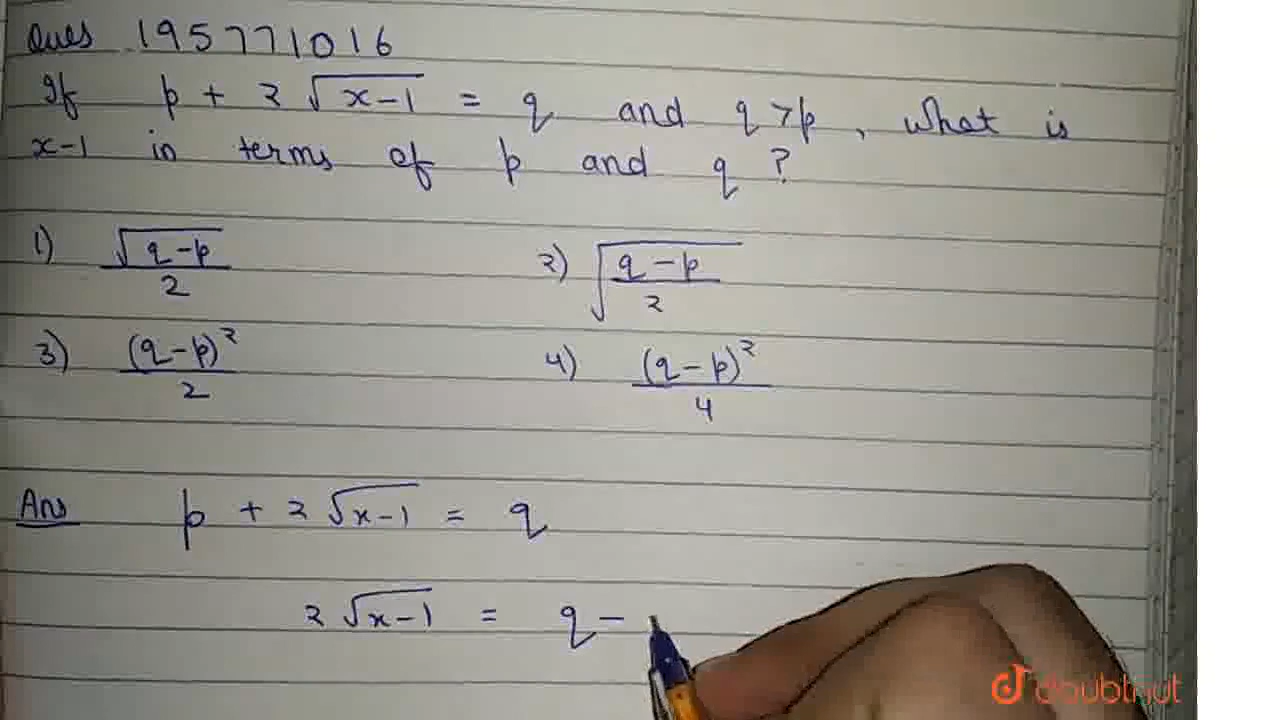 Ques 195771016
If p + 2 √(x-1) = q and q > p, What is
x-1 in terms of p and q ?
1) √(q-p) / 2 2) √((q-p) / 2)
3) (q-p)² / 2 4) (q-p)² / 4
Ans p + 2 √(x-1) = q
2 √(x-1) = q -
doubtnut